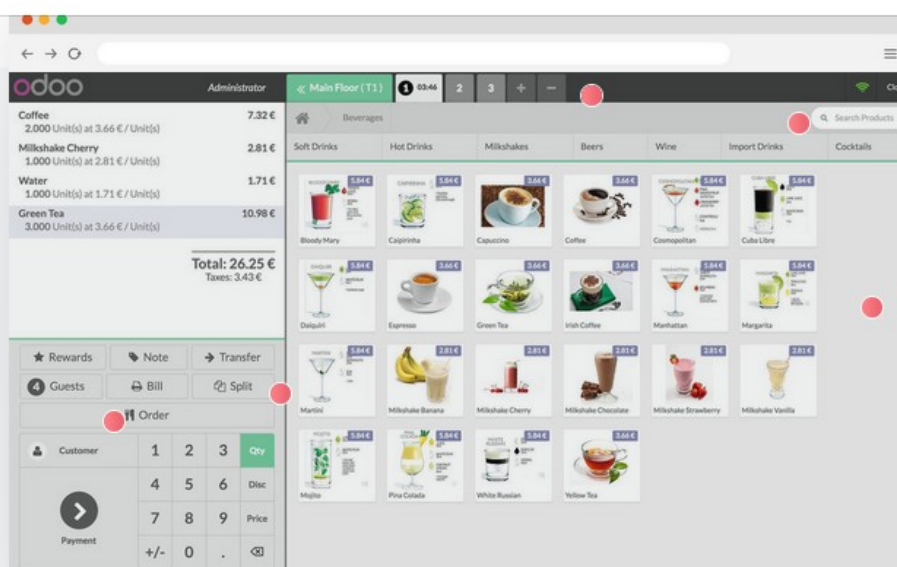 odoo Administrator « Main Floor ( T1 ) 1 03:46 2 3 + −
Coffee 7.32 €
2.000 Unit(s) at 3.66 € / Unit(s)
Milkshake Cherry 2.81 €
1.000 Unit(s) at 2.81 € / Unit(s)
Water 1.71 €
1.000 Unit(s) at 1.71 € / Unit(s)
Green Tea 10.98 €
3.000 Unit(s) at 3.66 € / Unit(s)
Total: 26.25 €
Taxes: 3.43 €
Rewards Note Transfer
4 Guests Bill Split
Order
Customer 1 2 3 Qty
4 5 6 Disc
7 8 9 Price
Payment
+/- 0 .
Beverages Search Products
Soft Drinks Hot Drinks Milkshakes Beers Wine Import Drinks Cocktails
5.84 € 5.84 € 3.66 € 3.66 € 5.84 € 5.84 €
Bloody Mary Caipirinha Capuccino Coffee Cosmopolitan Cuba Libre
5.84 € 3.66 € 3.66 € 3.66 € 5.84 € 5.84 €
Daiquiri Espresso Green Tea Irish Coffee Manhattan Margarita
5.84 € 2.81 € 2.81 € 2.81 € 2.81 € 2.81 €
Martini Milkshake Banana Milkshake Cherry Milkshake Chocolate Milkshake Strawberry Milkshake Vanilla
5.84 € 5.84 € 5.84 € 3.66 €
Mojito Pina Colada White Russian Yellow Tea